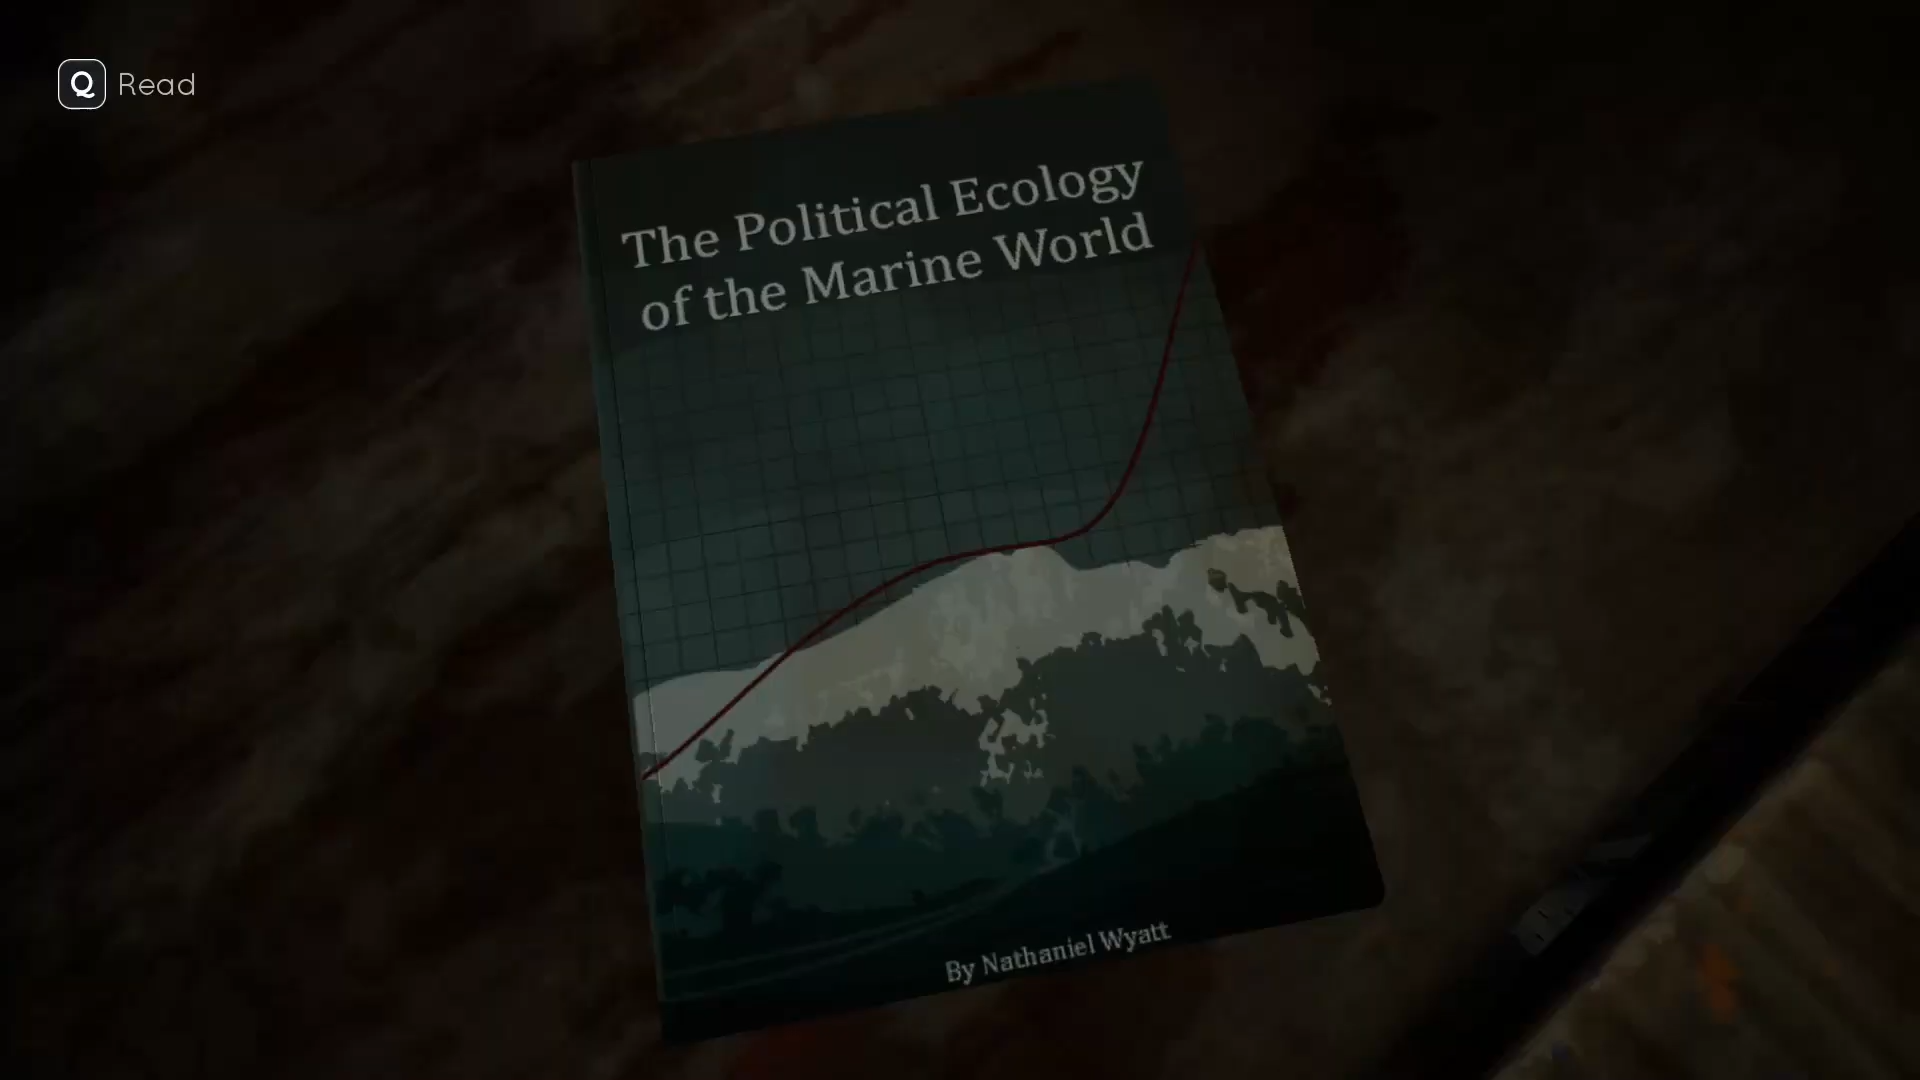 Q Read
The Political Ecology
of the Marine World
By Nathaniel Wyatt